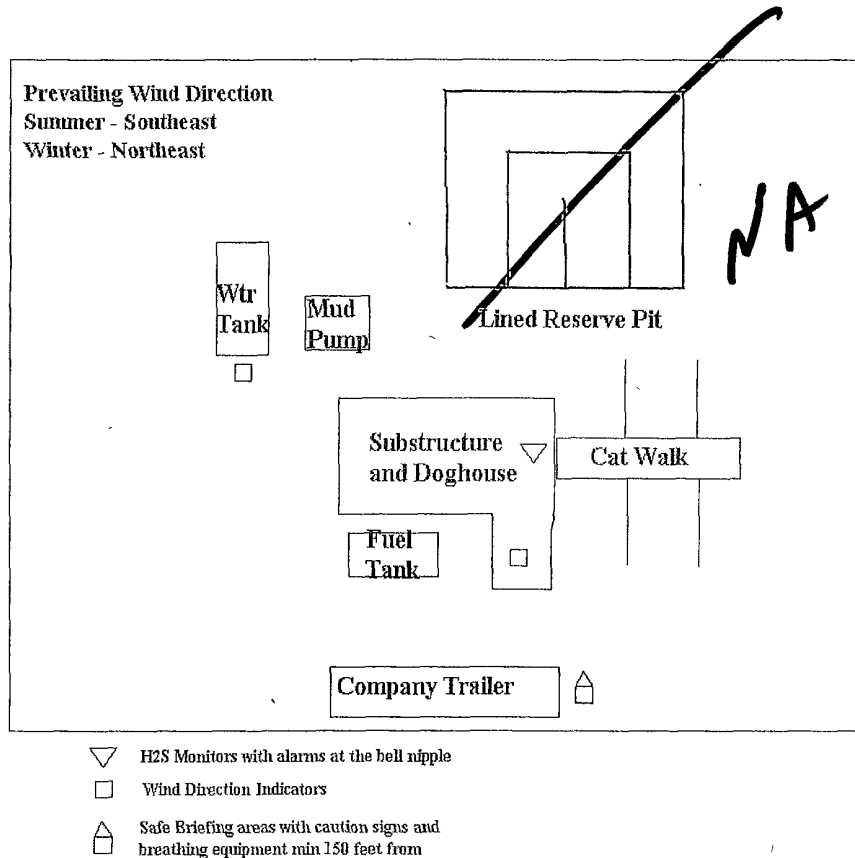 Prevailing Wind Direction
Summer - Southeast
Winter - Northeast
NA
Wtr
Tank
Mud
Pump
Lined Reserve Pit
Substructure
and Doghouse
Cat Walk
Fuel
Tank
Company Trailer
H2S Monitors with alarms at the bell nipple
Wind Direction Indicators
Safe Briefing areas with caution signs and
breathing equipment min 150 feet from